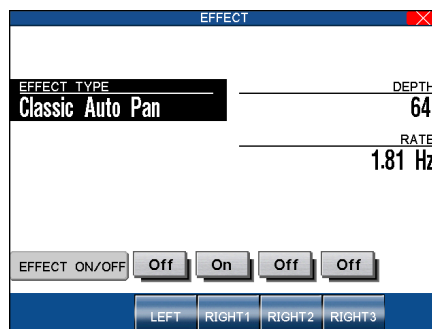 EFFECT
EFFECT TYPE
Classic Auto Pan
DEPTH
64
RATE
1.81 Hz
EFFECT ON/OFF Off On Off Off
LEFT RIGHT1 RIGHT2 RIGHT3